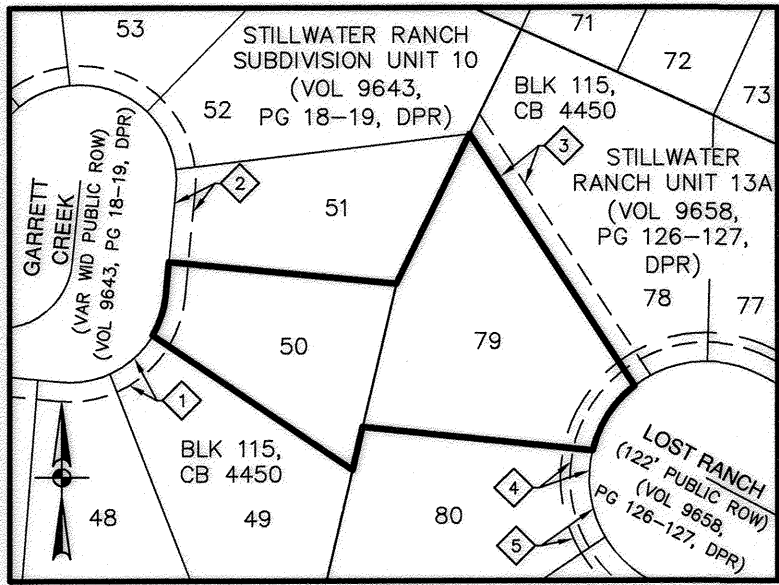 53
STILLWATER RANCH
SUBDIVISION UNIT 10
(VOL 9643,
PG 18-19, DPR)
52
71
72
73
BLK 115,
CB 4450
3
STILLWATER
RANCH UNIT 13A
(VOL 9658,
PG 126-127,
DPR)
2
51
GARRETT
CREEK
(VAR WID PUBLIC ROW)
(VOL 9643, PG 18-19, DPR)
78
77
50
79
1
BLK 115,
CB 4450
LOST RANCH
(122' PUBLIC ROW)
(VOL 9658,
PG 126-127, DPR)
4
48
49
80
5